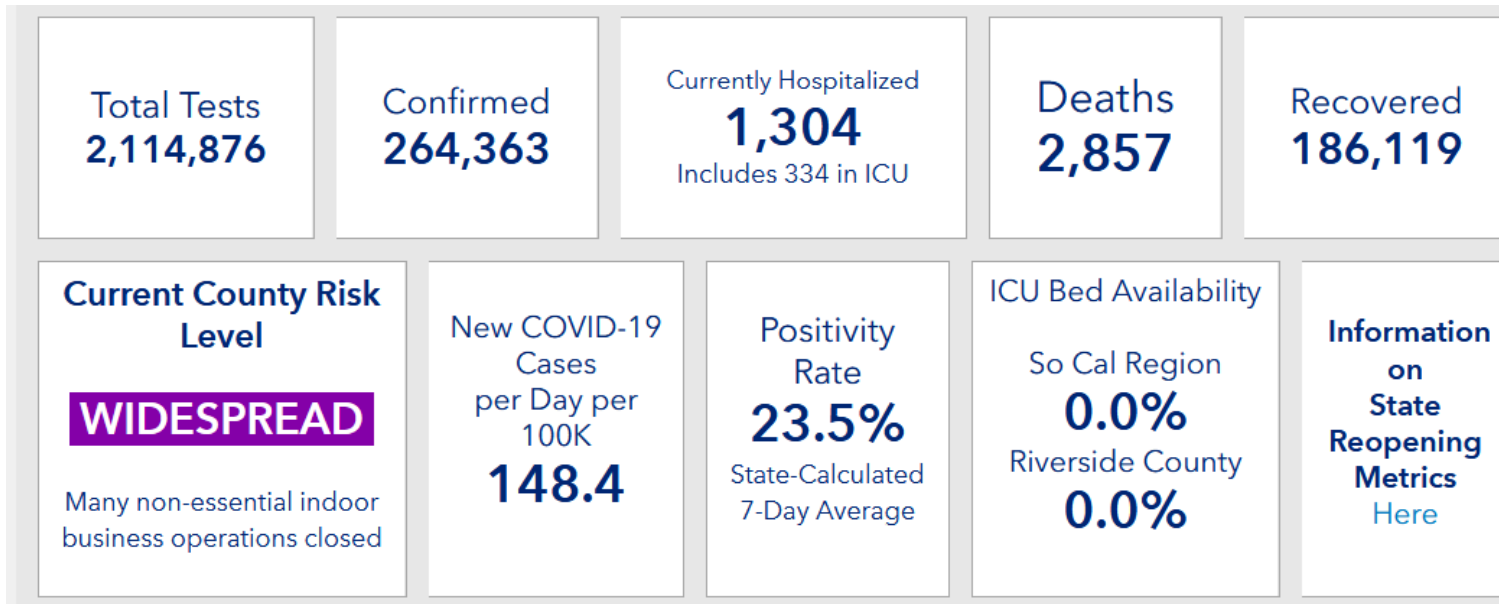 Total Tests
2,114,876
Confirmed
264,363
Currently Hospitalized
1,304
Includes 334 in ICU
Deaths
2,857
Recovered
186,119
Current County Risk
Level
WIDESPREAD
Many non-essential indoor
business operations closed
New COVID-19
Cases
per Day per
100K
148.4
Positivity
Rate
23.5%
State-Calculated
7-Day Average
ICU Bed Availability
So Cal Region
0.0%
Riverside County
0.0%
Information
on
State
Reopening
Metrics
Here